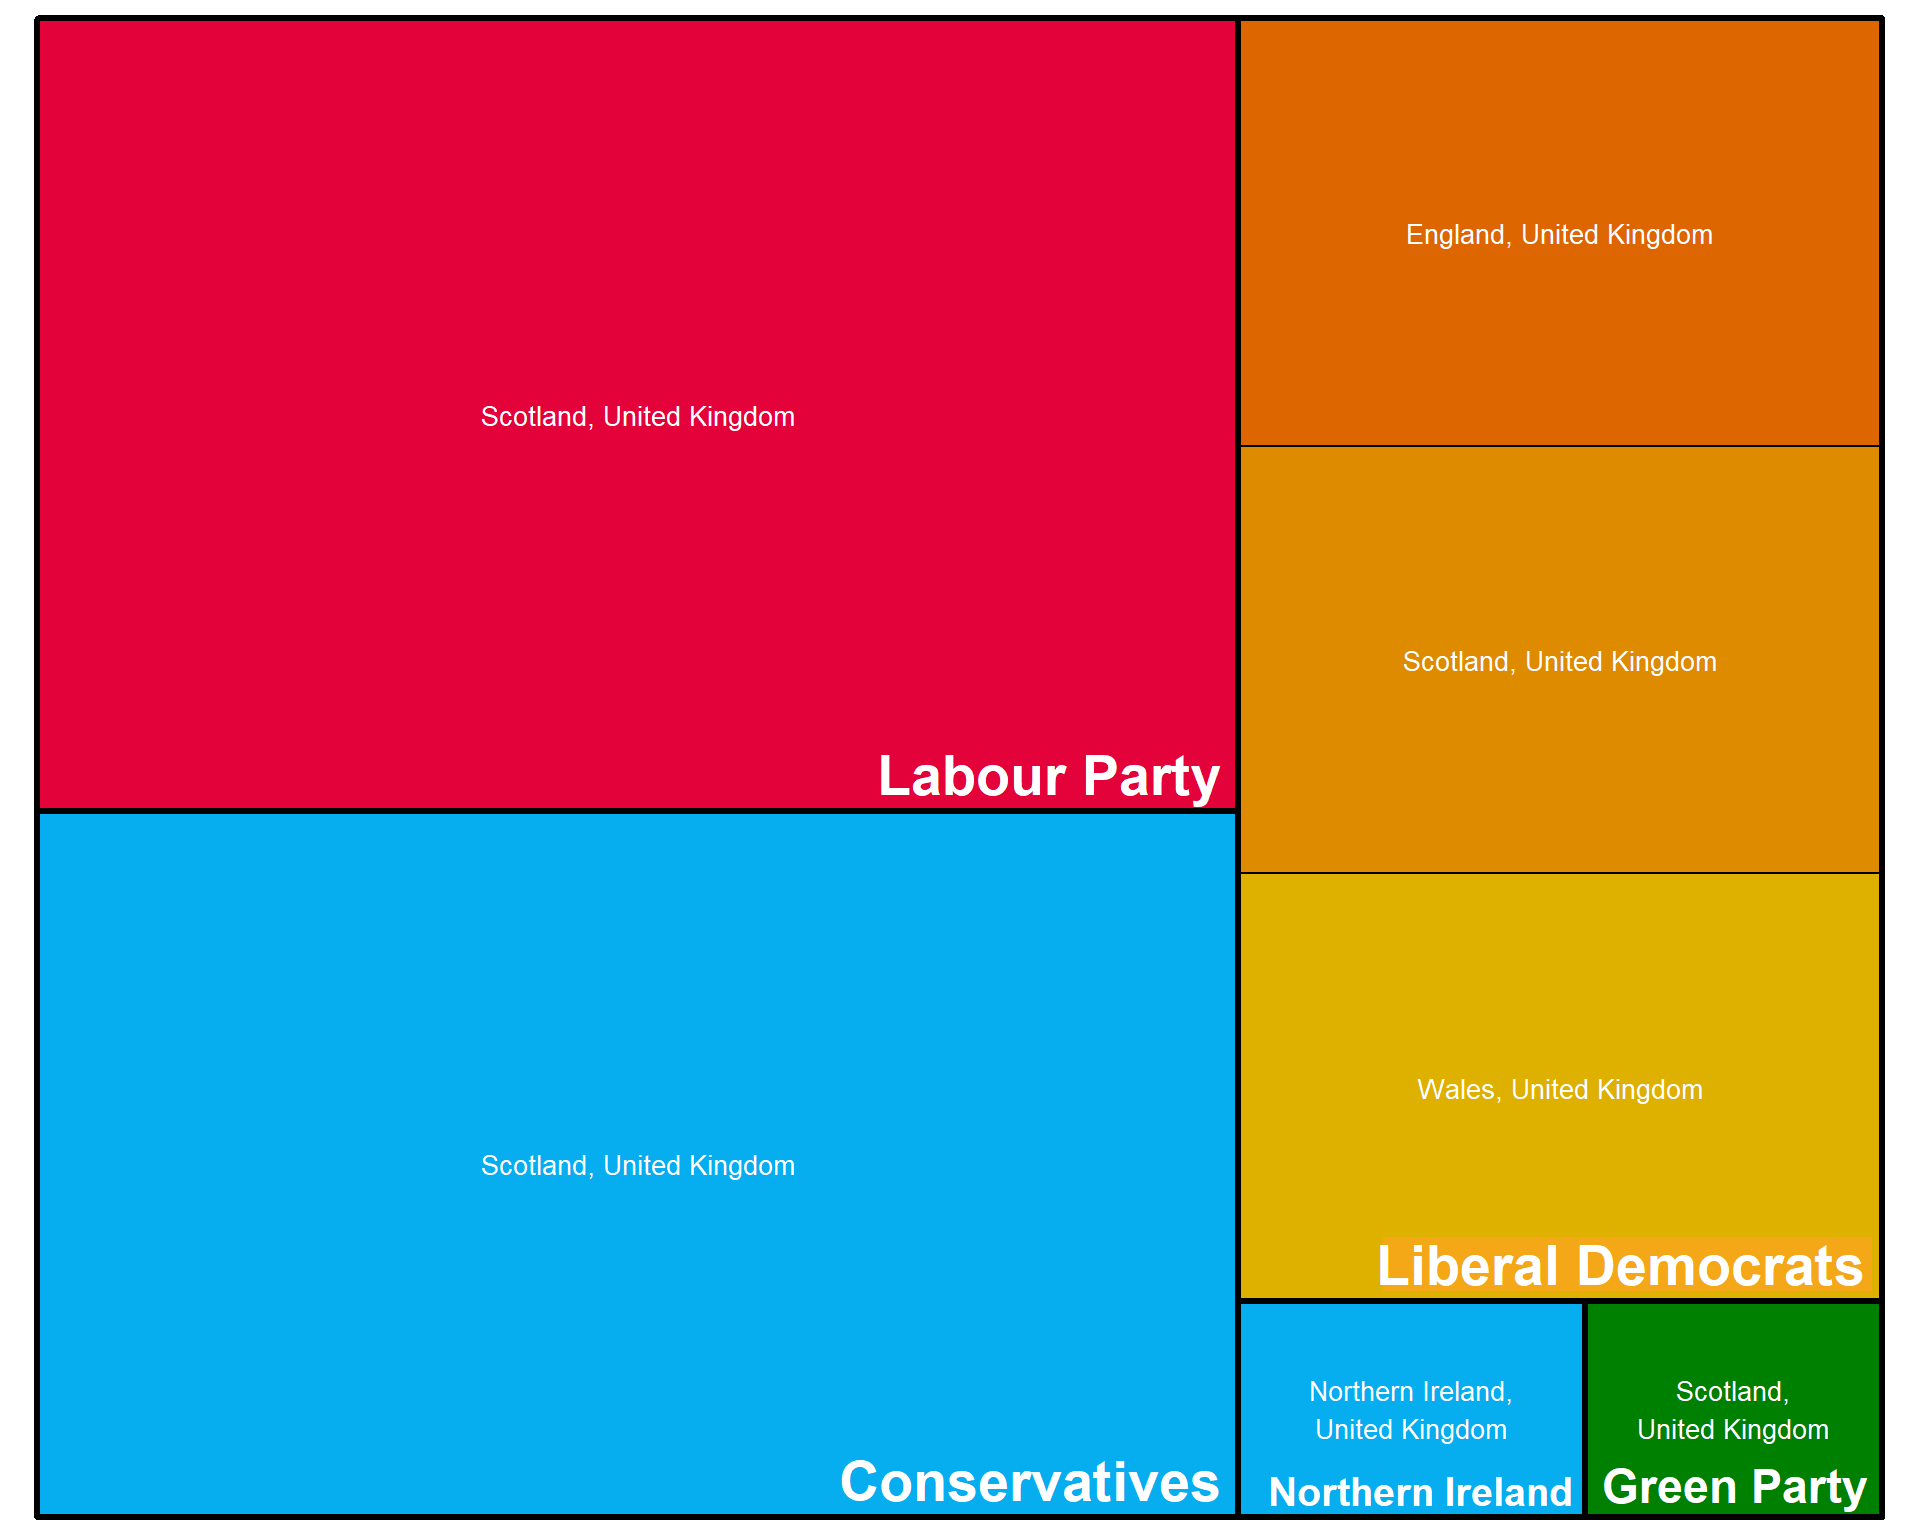 Scotland, United Kingdom
Labour Party
Scotland, United Kingdom
Conservatives
England, United Kingdom
Scotland, United Kingdom
Wales, United Kingdom
Liberal Democrats
Northern Ireland,
United Kingdom
Northern Ireland
Scotland,
United Kingdom
Green Party